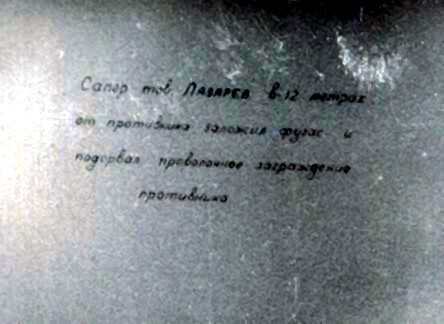 Сапер тов ЛАЗАРЕВ в 12 метрах
от противника заложил фугас и
подорвал проволочное заграждение
противника